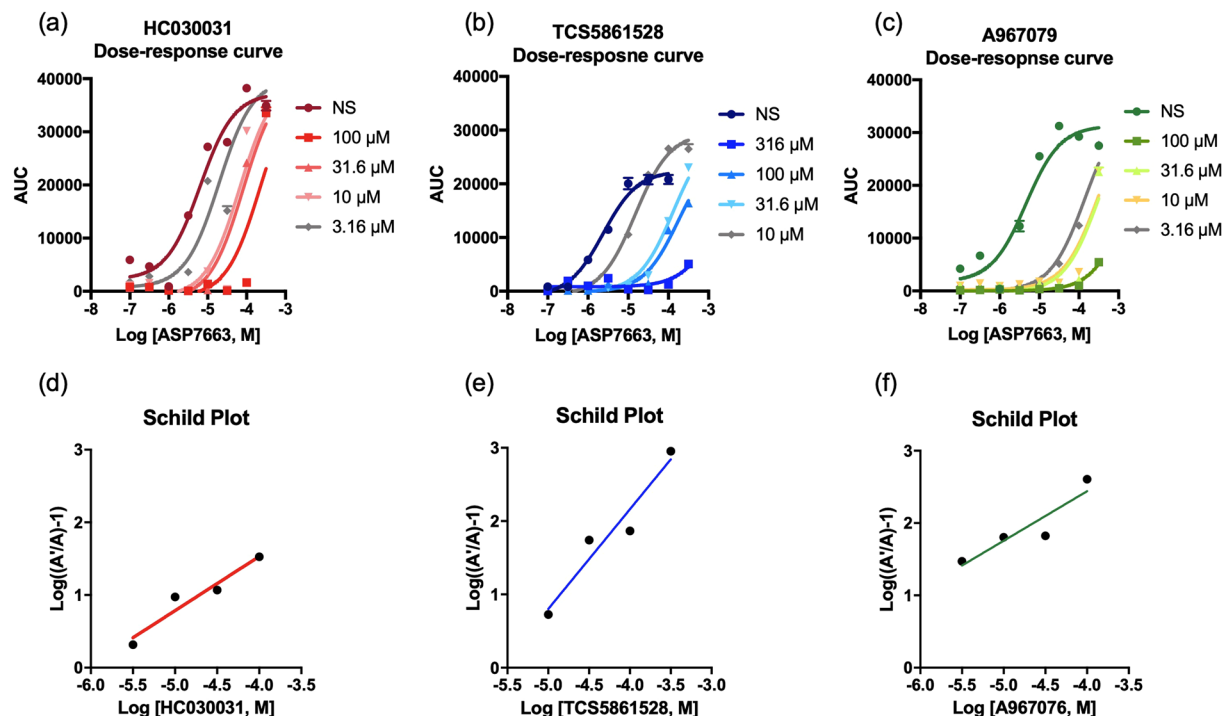 (a)
HC030031
Dose-response curve
AUC
40000
30000
20000
10000
0
-8
-7
-6
-5
-4
-3
Log [ASP7663, M]
NS
100 µM
31.6 µM
10 µM
3.16 µM
(b)
TCS5861528
Dose-resposne curve
AUC
40000
30000
20000
10000
0
-8
-7
-6
-5
-4
-3
Log [ASP7663, M]
NS
316 µM
100 µM
31.6 µM
10 µM
(c)
A967079
Dose-resopnse curve
AUC
40000
30000
20000
10000
0
-8
-7
-6
-5
-4
-3
Log [ASP7663, M]
NS
100 µM
31.6 µM
10 µM
3.16 µM
(d)
Schild Plot
Log((A'/A)-1)
3
2
1
0
-6.0
-5.5
-5.0
-4.5
-4.0
-3.5
Log [HC030031, M]
(e)
Schild Plot
Log((A'/A)-1)
3
2
1
0
-5.5
-5.0
-4.5
-4.0
-3.5
-3.0
Log [TCS5861528, M]
(f)
Schild Plot
Log((A'/A)-1)
3
2
1
0
-6.0
-5.5
-5.0
-4.5
-4.0
-3.5
Log [A967076, M]